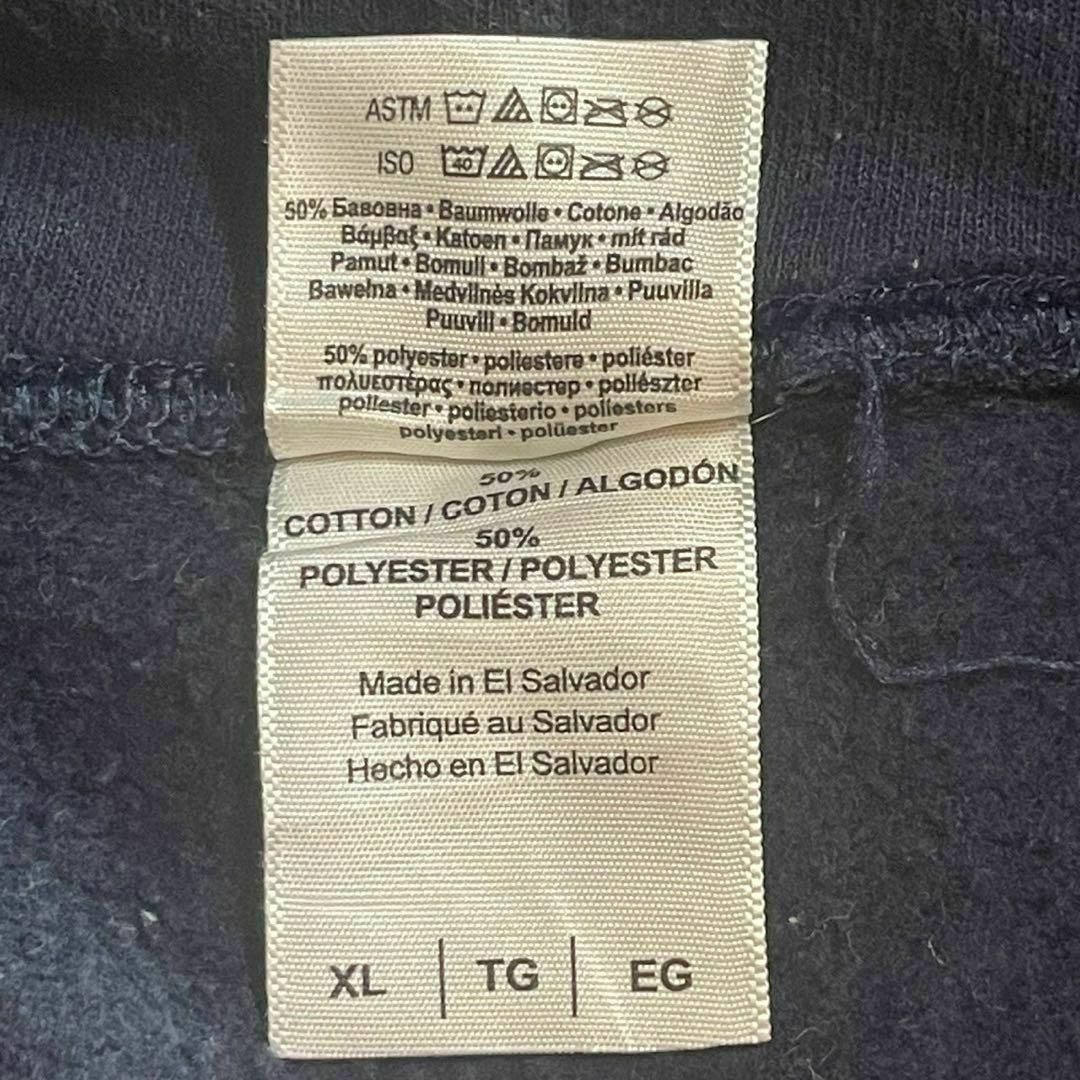 ASTM
ISO 40
50% Бавовна • Baumwolle • Cotone • Algodão
Βάμβαξ • Katoen • Памук • mít rád
Pamut • Bomull • Bombaž • Bumbac
Bawełna • Medvilnės Kokvilna • Puuvilla
Puuvill • Bomuld
50% polyester • poliestere • poliéster
πολυεστέρας • полиестер • poliészter
poliester • poliesterio • poliesters
polyesteri • polüester
50%
COTTON / COTON / ALGODÓN
50%
POLYESTER / POLYESTER
POLIÉSTER
Made in El Salvador
Fabriqué au Salvador
Hecho en El Salvador
XL | TG | EG